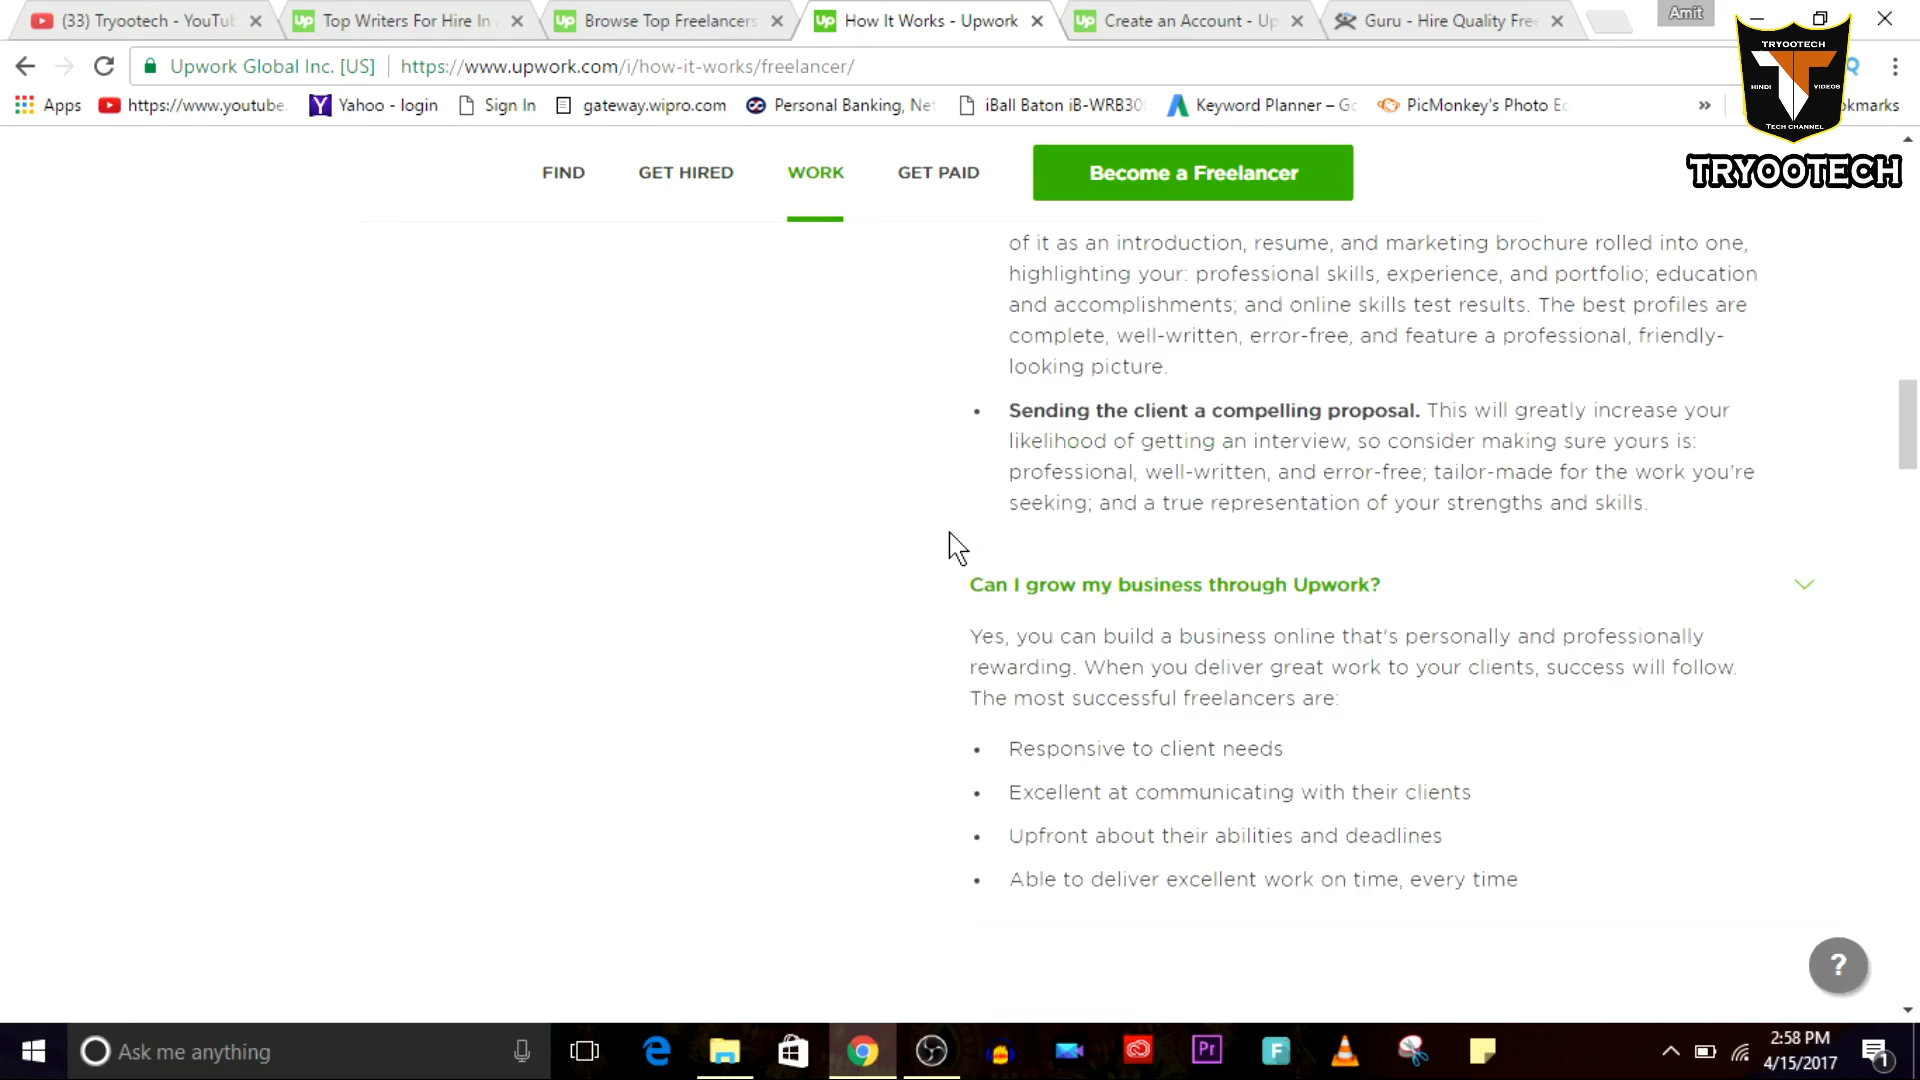 (33) Tryootech - YouTub
Top Writers For Hire In
Browse Top Freelancers
How It Works - Upwork
Create an Account - Up
Guru - Hire Quality Free
Amit
Upwork Global Inc. [US]
https://www.upwork.com/i/how-it-works/freelancer/
Apps
https://www.youtube.
Yahoo - login
Sign In
gateway.wipro.com
Personal Banking, Net
iBall Baton iB-WRB300
Keyword Planner – Go
PicMonkey's Photo Ed
»
okmarks
TRYOOTECH
HINDI
VIDEOS
TECH CHANNEL
TRYOOTECH
FIND
GET HIRED
WORK
GET PAID
Become a Freelancer
of it as an introduction, resume, and marketing brochure rolled into one,
highlighting your: professional skills, experience, and portfolio; education
and accomplishments; and online skills test results. The best profiles are
complete, well-written, error-free, and feature a professional, friendly-
looking picture.
• Sending the client a compelling proposal. This will greatly increase your
likelihood of getting an interview, so consider making sure yours is:
professional, well-written, and error-free; tailor-made for the work you're
seeking; and a true representation of your strengths and skills.
Can I grow my business through Upwork?
Yes, you can build a business online that's personally and professionally
rewarding. When you deliver great work to your clients, success will follow.
The most successful freelancers are:
• Responsive to client needs
• Excellent at communicating with their clients
• Upfront about their abilities and deadlines
• Able to deliver excellent work on time, every time
?
Ask me anything
Pr
F
2:58 PM
4/15/2017
1